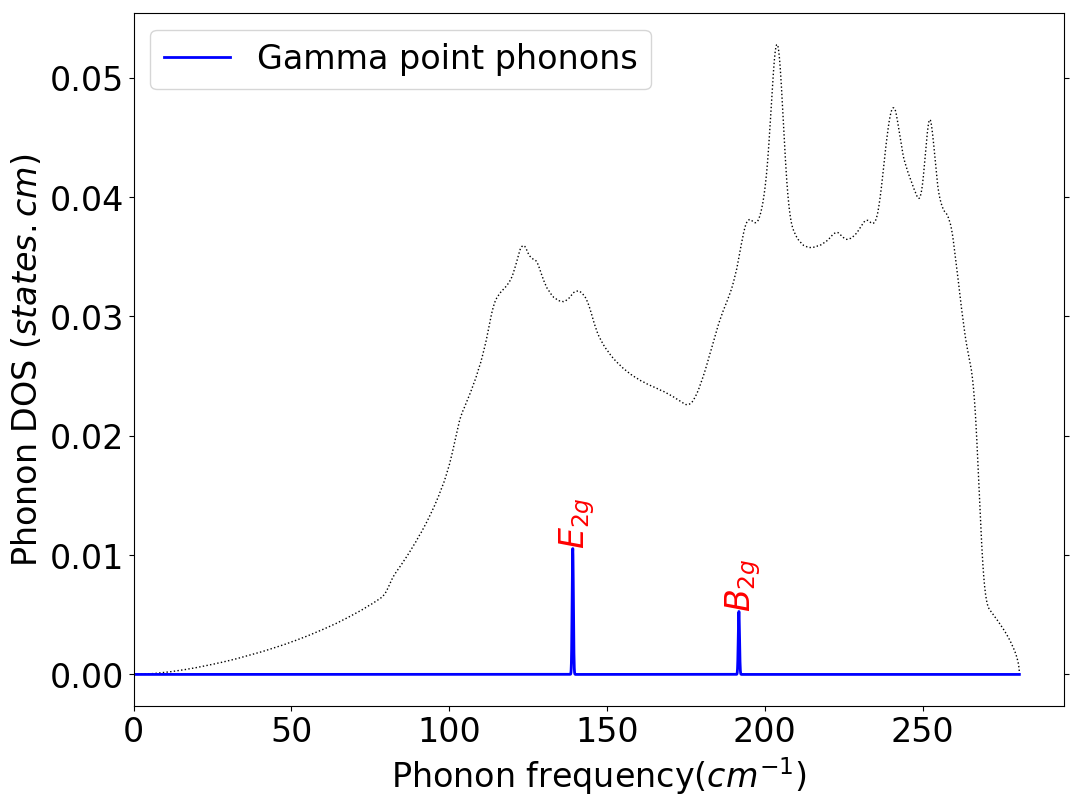 Gamma point phonons
0.05
0.04
0.03
0.02
0.01
0.00
Phonon DOS (states.cm)
E2g
B2g
0 50 100 150 200 250
Phonon frequency(cm⁻¹)